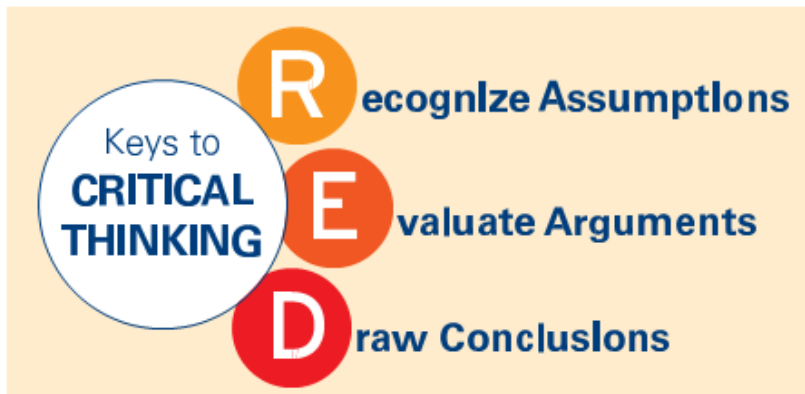 Keys to
CRITICAL
THINKING
Recognize Assumptions
Evaluate Arguments
Draw Conclusions